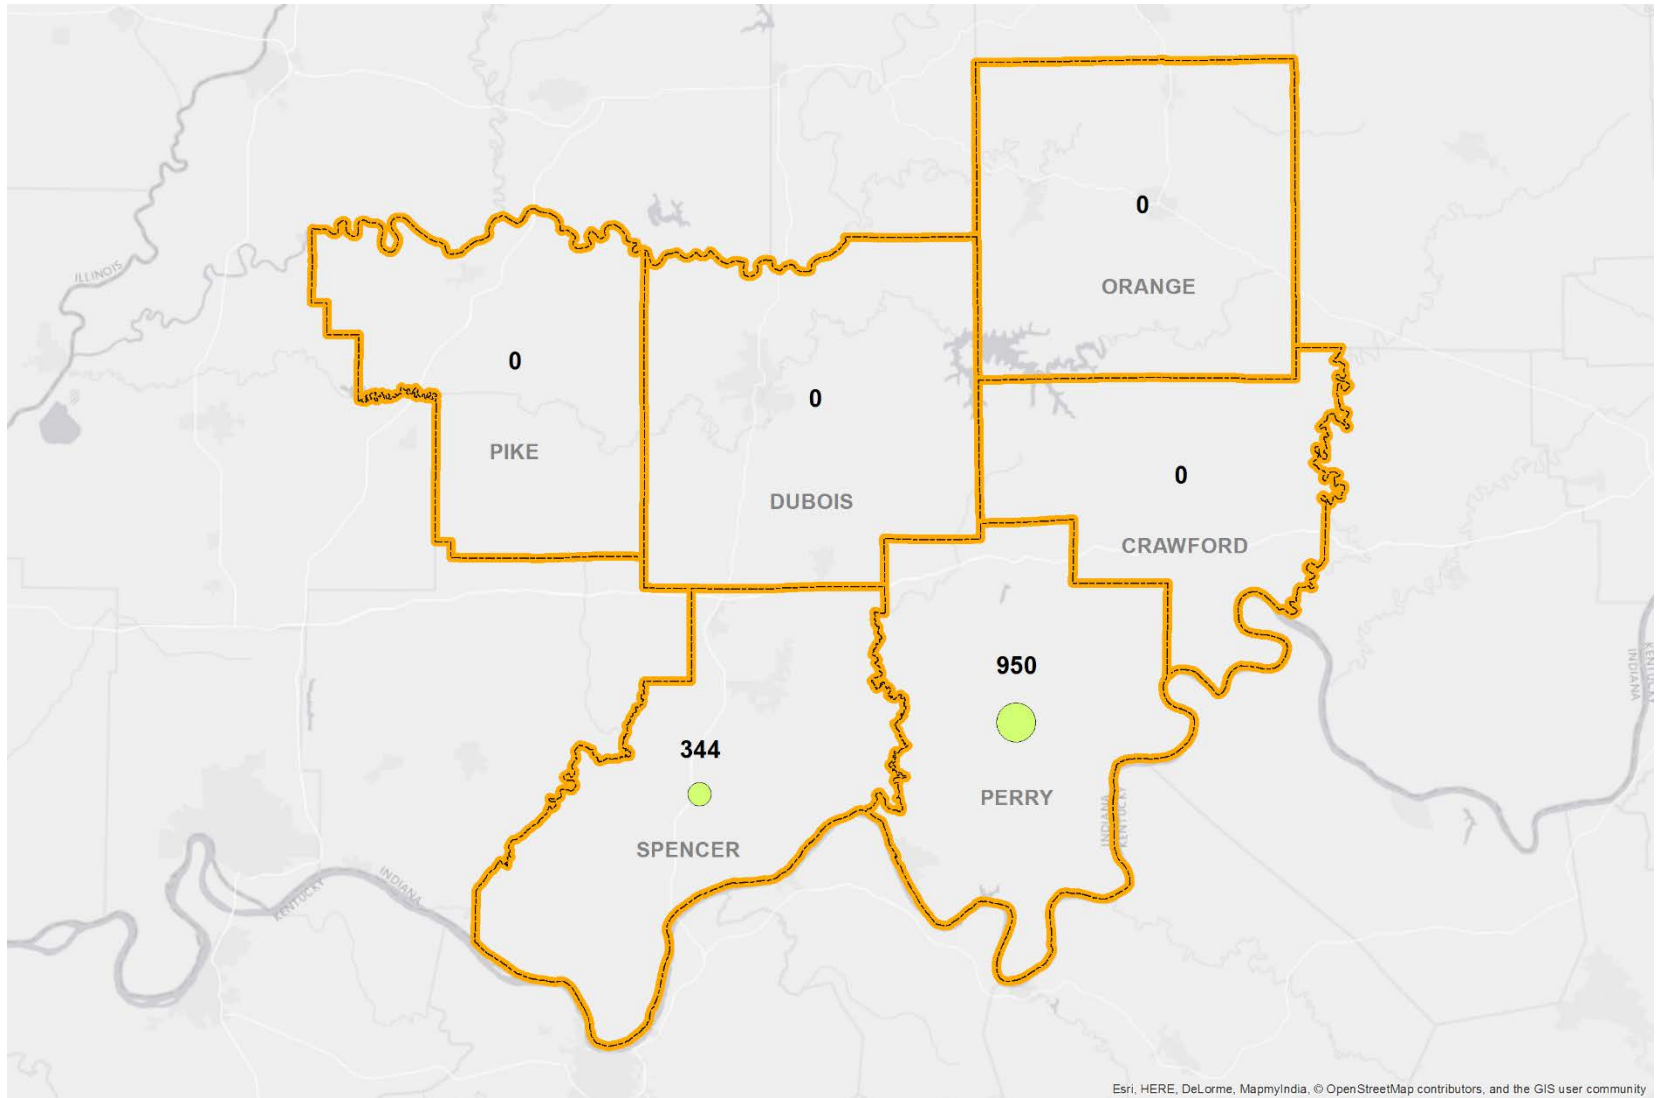 0
ORANGE
ILLINOIS
0
PIKE
0
DUBOIS
0
CRAWFORD
950
PERRY
344
SPENCER
INDIANA
KENTUCKY
INDIANA
KENTUCKY
INDIANA
KENTUCKY
Esri, HERE, DeLorme, MapmyIndia, © OpenStreetMap contributors, and the GIS user community